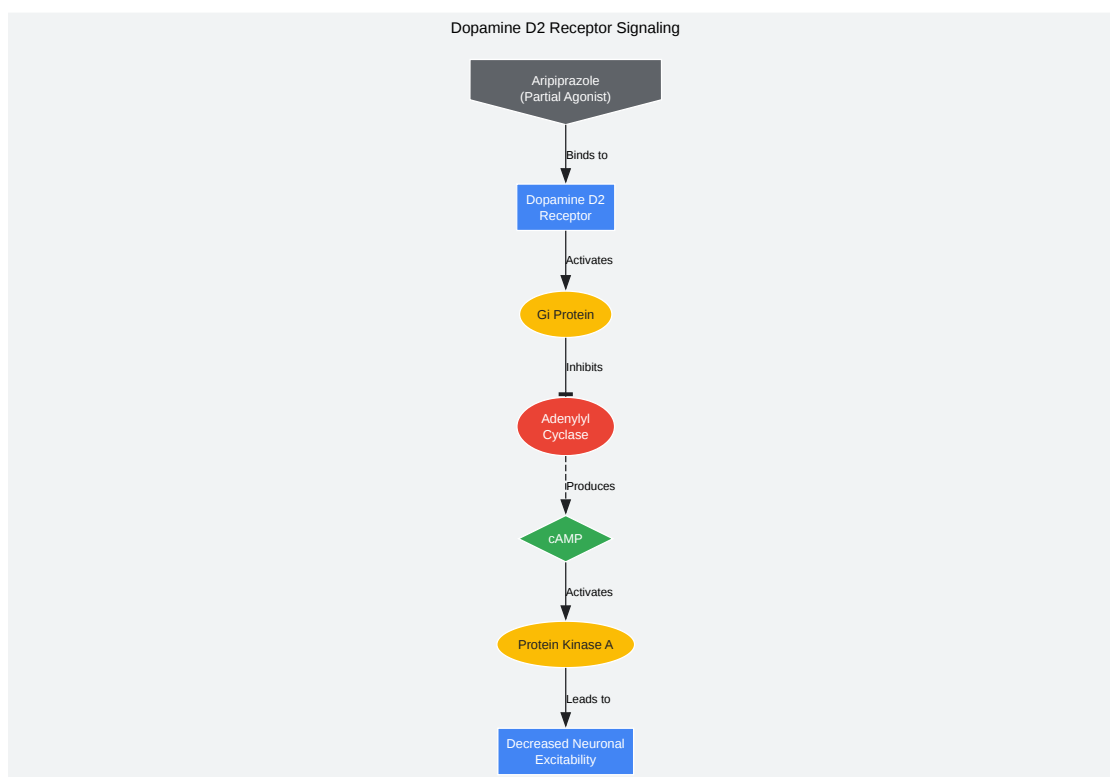 Dopamine D2 Receptor Signaling
Aripiprazole
(Partial Agonist)
Binds to
Dopamine D2
Receptor
Activates
Gi Protein
Inhibits
Adenylyl
Cyclase
Produces
cAMP
Activates
Protein Kinase A
Leads to
Decreased Neuronal
Excitability